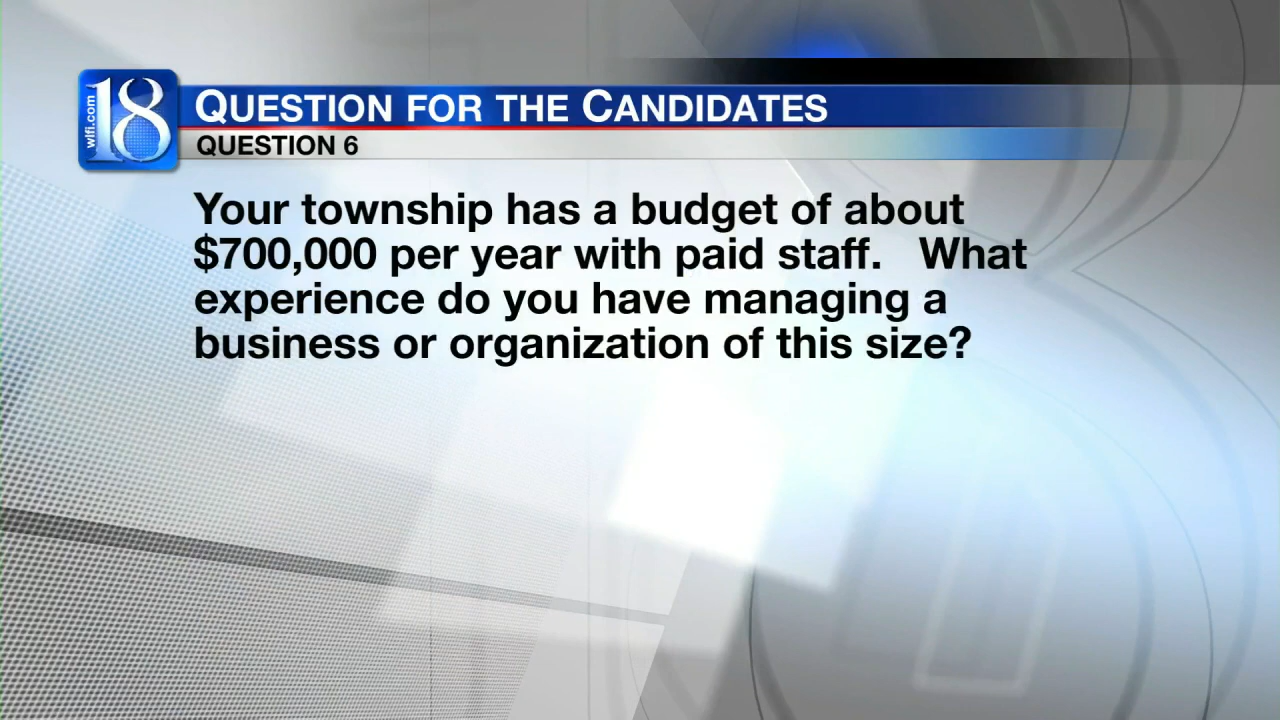 wlfi.com
18
QUESTION FOR THE CANDIDATES
QUESTION 6
Your township has a budget of about
$700,000 per year with paid staff.   What
experience do you have managing a
business or organization of this size?